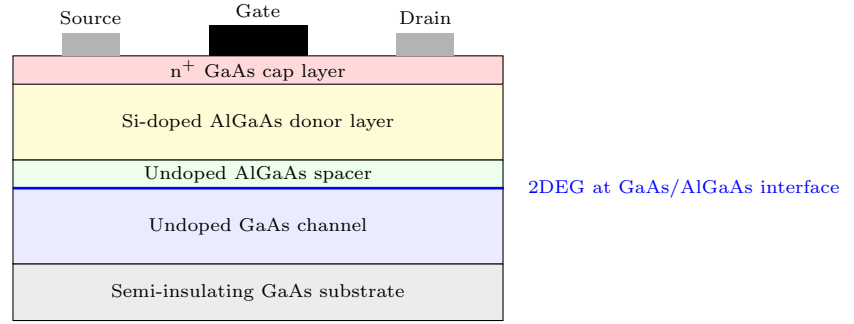 Source
Gate
Drain
n⁺ GaAs cap layer
Si-doped AlGaAs donor layer
Undoped AlGaAs spacer
2DEG at GaAs/AlGaAs interface
Undoped GaAs channel
Semi-insulating GaAs substrate